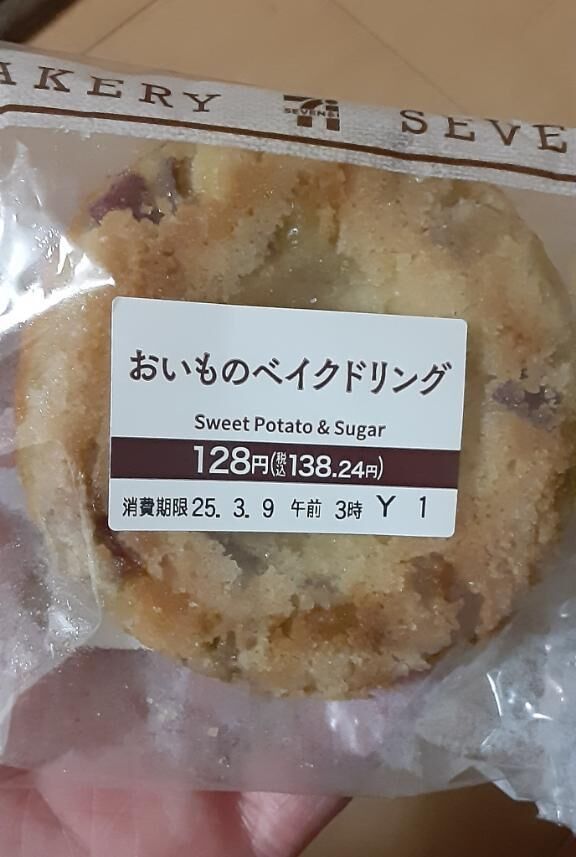 AKERY
SEVEN-ELEVEN
SEVE
おいものベイクドリング
Sweet Potato & Sugar
128円(税込138.24円)
消費期限 25. 3. 9 午前 3時 Y 1